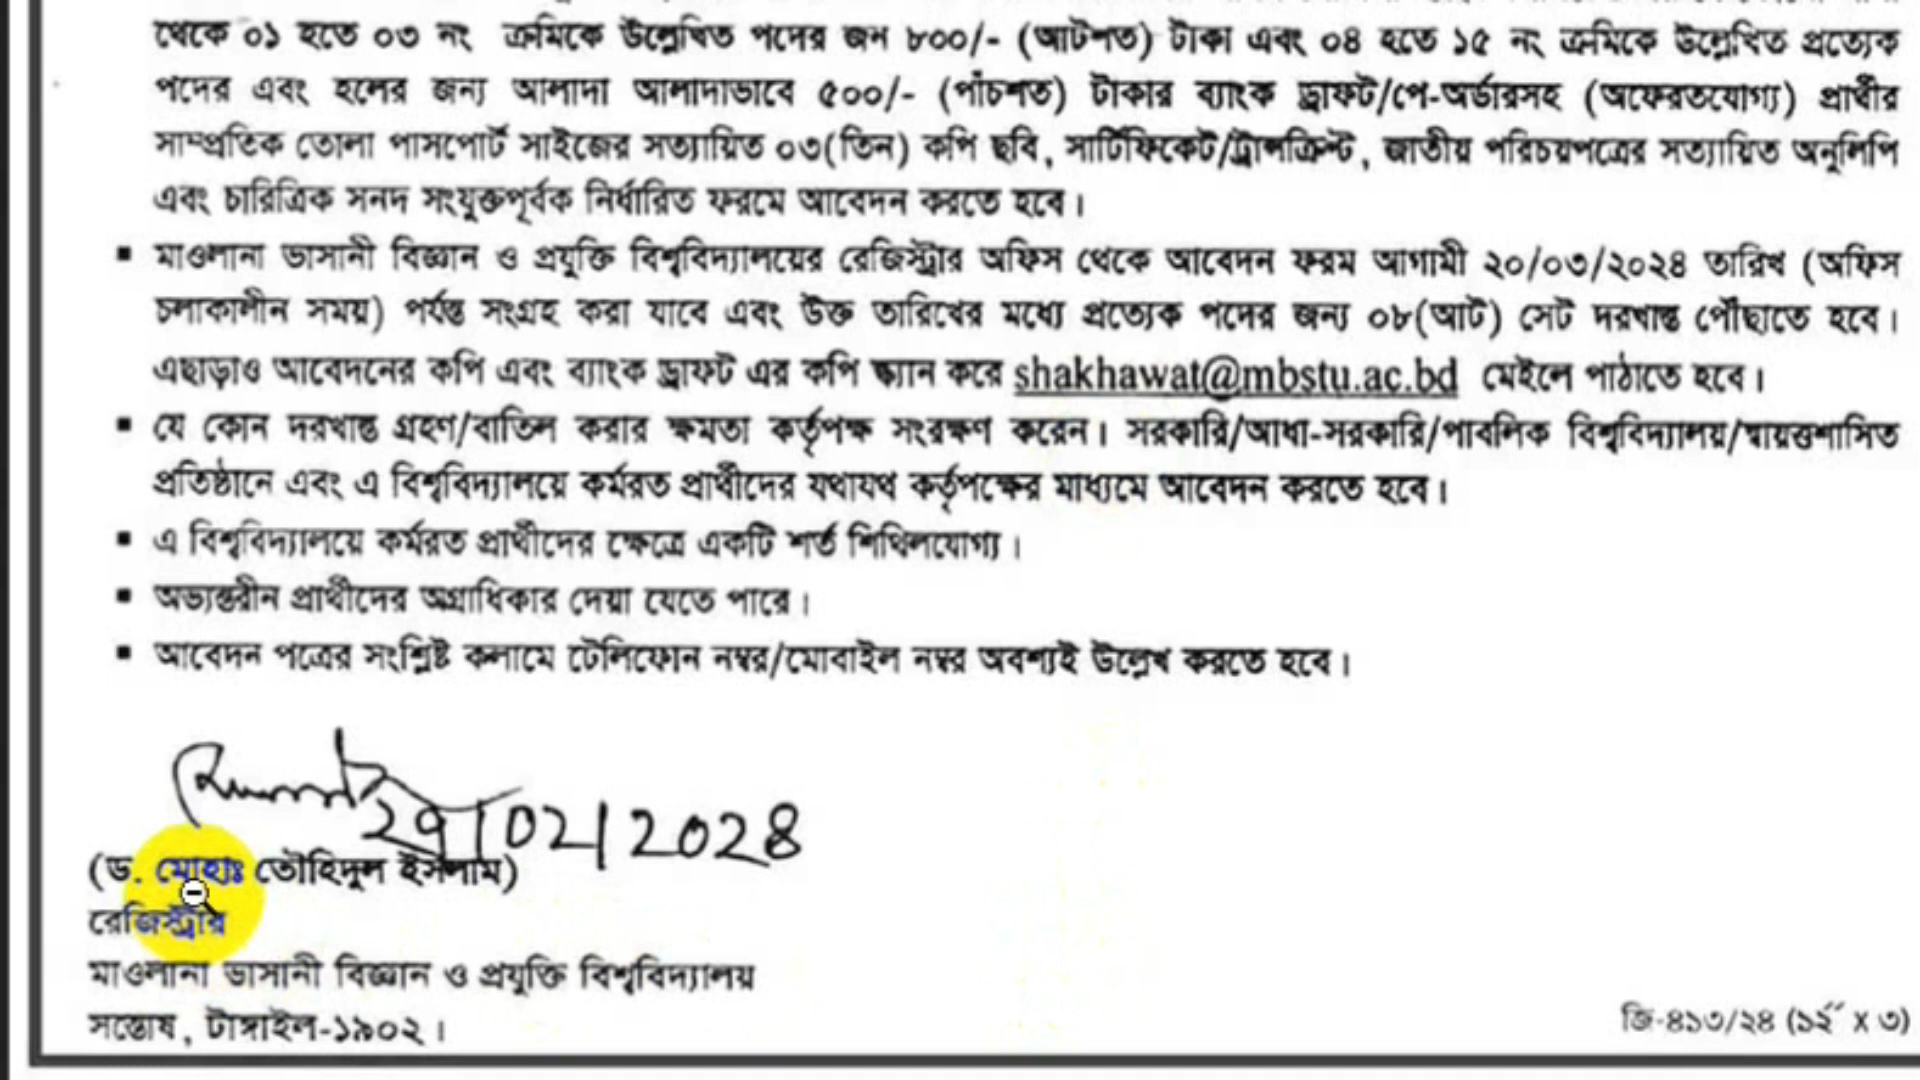 থেকে ০১ হতে ০৩ নং ক্রমিকে উল্লেখিত পদের জন ৮০০/- (আটশত) টাকা এবং ০৪ হতে ১৫ নং ক্রমিকে উল্লেখিত প্রত্যেক
পদের এবং হলের জন্য আলাদা আলাদাভাবে ৫০০/- (পাঁচশত) টাকার ব্যাংক ড্রাফট/পে-অর্ডারসহ (অফেরতযোগ্য) প্রার্থীর
সাম্প্রতিক তোলা পাসপোর্ট সাইজের সত্যায়িত ০৩(তিন) কপি ছবি, সার্টিফিকেট/ট্রান্সক্রিপ্ট, জাতীয় পরিচয়পত্রের সত্যায়িত অনুলিপি
এবং চারিত্রিক সনদ সংযুক্তপূর্বক নির্ধারিত ফরমে আবেদন করতে হবে।
▪ মাওলানা ভাসানী বিজ্ঞান ও প্রযুক্তি বিশ্ববিদ্যালয়ের রেজিস্ট্রার অফিস থেকে আবেদন ফরম আগামী ২০/০৩/২০২৪ তারিখ (অফিস
চলাকালীন সময়) পর্যন্ত সংগ্রহ করা যাবে এবং উক্ত তারিখের মধ্যে প্রত্যেক পদের জন্য ০৮(আট) সেট দরখাস্ত পৌঁছাতে হবে।
এছাড়াও আবেদনের কপি এবং ব্যাংক ড্রাফট এর কপি স্ক্যান করে shakhawat@mbstu.ac.bd মেইলে পাঠাতে হবে।
▪ যে কোন দরখাস্ত গ্রহণ/বাতিল করার ক্ষমতা কর্তৃপক্ষ সংরক্ষণ করেন। সরকারি/আধা-সরকারি/পাবলিক বিশ্ববিদ্যালয়/স্বায়ত্তশাসিত
প্রতিষ্ঠানে এবং এ বিশ্ববিদ্যালয়ে কর্মরত প্রার্থীদের যথাযথ কর্তৃপক্ষের মাধ্যমে আবেদন করতে হবে।
▪ এ বিশ্ববিদ্যালয়ে কর্মরত প্রার্থীদের ক্ষেত্রে একটি শর্ত শিথিলযোগ্য।
▪ অভ্যন্তরীন প্রার্থীদের অগ্রাধিকার দেয়া যেতে পারে।
▪ আবেদন পত্রের সংশ্লিষ্ট কলামে টেলিফোন নম্বর/মোবাইল নম্বর অবশ্যই উল্লেখ করতে হবে।
২৯/০২/২০২৪
(ড. মোহাঃ তৌহিদুল ইসলাম)
রেজিস্ট্রার
মাওলানা ভাসানী বিজ্ঞান ও প্রযুক্তি বিশ্ববিদ্যালয়
সন্তোষ, টাঙ্গাইল-১৯০২।
জি-৪১৩/২৪ (১২˝ x ৩)